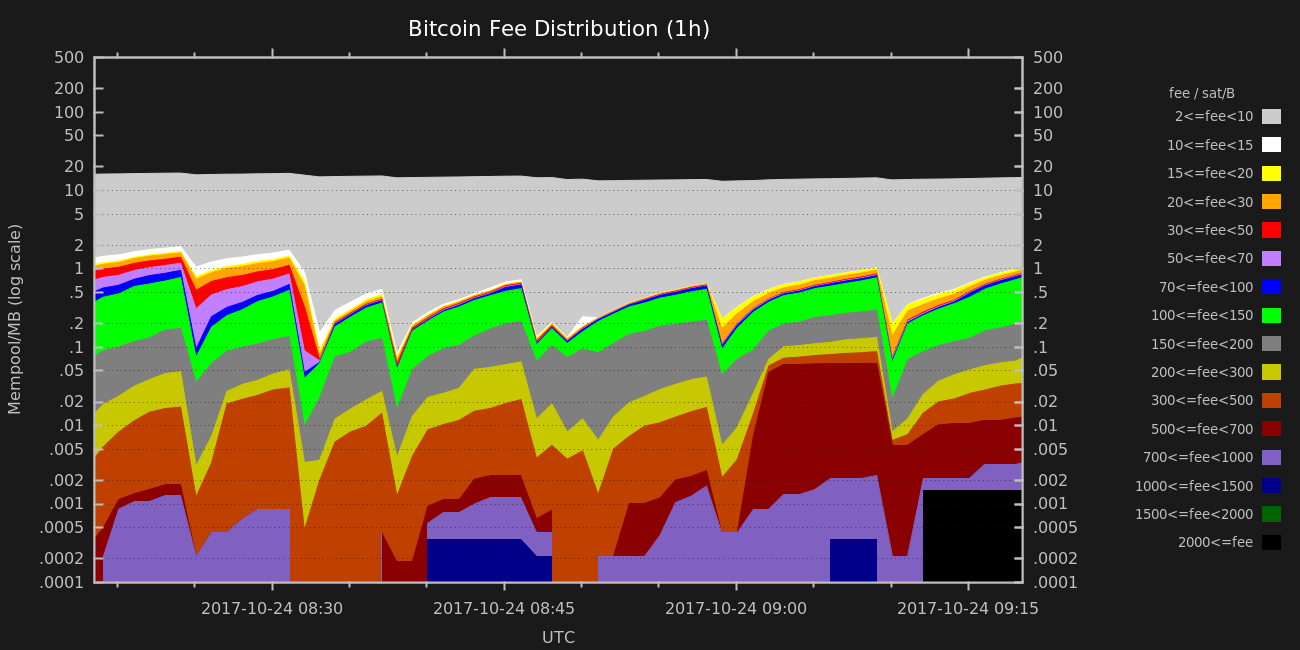 Bitcoin Fee Distribution (1h)
500 500
200 200
100 100
50 50
20 20
10 10
5 5
2 2
1 1
.5 .5
.2 .2
.1 .1
.05 .05
.02 .02
.01 .01
.005 .005
.002 .002
.001 .001
.0005 .0005
.0002 .0002
.0001 .0001
Mempool/MB (log scale)
2017-10-24 08:30 2017-10-24 08:45 2017-10-24 09:00 2017-10-24 09:15
UTC
fee / sat/B
2<=fee<10
10<=fee<15
15<=fee<20
20<=fee<30
30<=fee<50
50<=fee<70
70<=fee<100
100<=fee<150
150<=fee<200
200<=fee<300
300<=fee<500
500<=fee<700
700<=fee<1000
1000<=fee<1500
1500<=fee<2000
2000<=fee